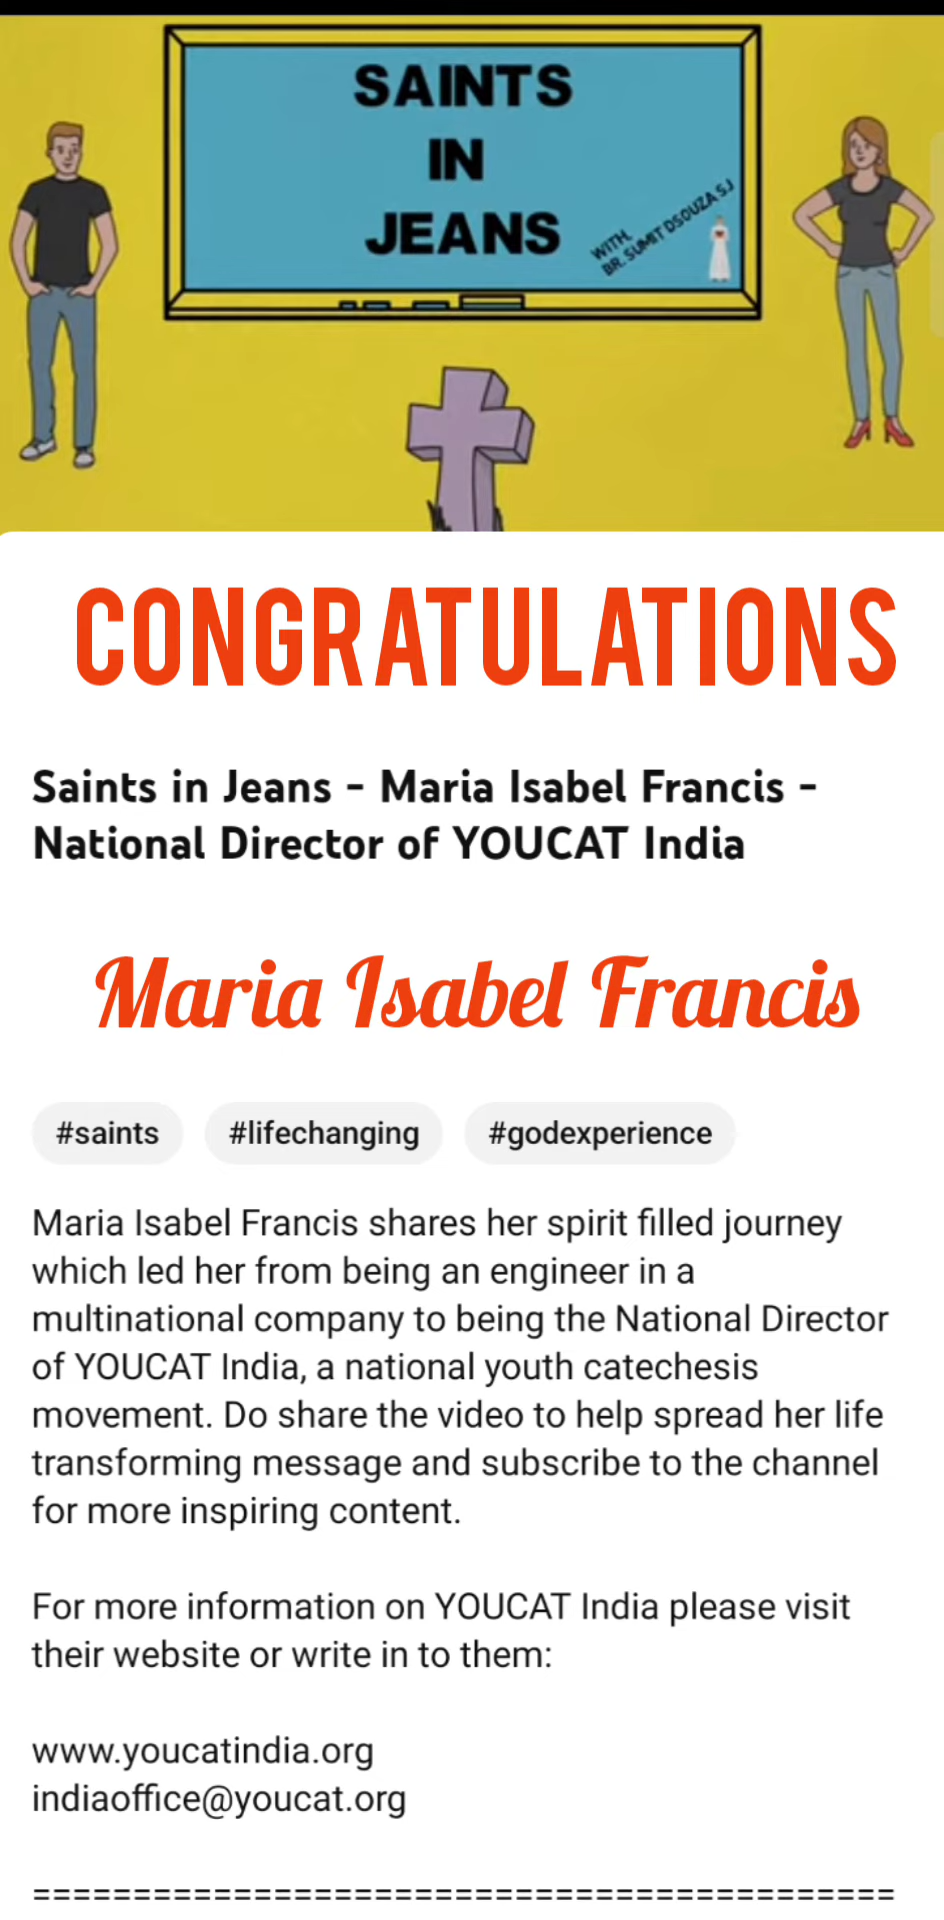 SAINTS
IN
JEANS
WITH,
BR. SUMIT DSOUZA SJ
CONGRATULATIONS
Saints in Jeans - Maria Isabel Francis -
National Director of YOUCAT India
Maria Isabel Francis
#saints #lifechanging #godexperience
Maria Isabel Francis shares her spirit filled journey
which led her from being an engineer in a
multinational company to being the National Director
of YOUCAT India, a national youth catechesis
movement. Do share the video to help spread her life
transforming message and subscribe to the channel
for more inspiring content.
For more information on YOUCAT India please visit
their website or write in to them:
www.youcatindia.org
indiaoffice@youcat.org
===========================================